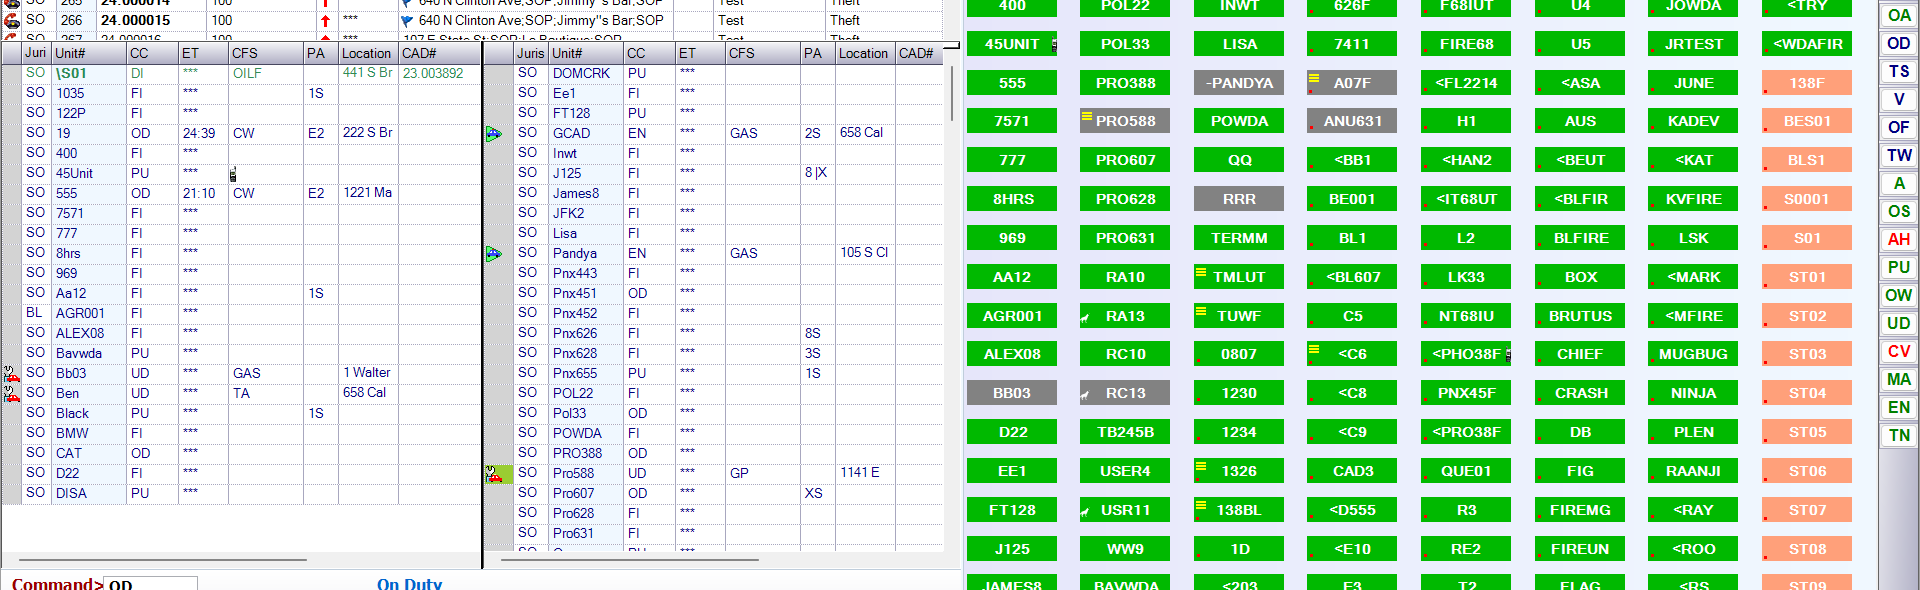 265 24.000014 100 640 N Clinton Ave;SOP;Jimmy''s Bar;SOP Test Theft
266 24.000015 100 *** 640 N Clinton Ave;SOP;Jimmy''s Bar;SOP Test Theft
267 24.000016 100 *** 107 E State St;SOP;La Boutique;SOP Test Theft
Juri Unit# CC ET CFS PA Location CAD#
SO \S01 DI *** OILF 441 S Br 23.003892
SO 1035 FI *** 1S
SO 122P FI ***
SO 19 OD 24:39 CW E2 222 S Br
SO 400 FI ***
SO 45Unit PU ***
SO 555 OD 21:10 CW E2 1221 Ma
SO 7571 FI ***
SO 777 FI ***
SO 8hrs FI ***
SO 969 FI ***
SO Aa12 FI *** 1S
BL AGR001 FI ***
SO ALEX08 FI ***
SO Bavwda PU ***
SO Bb03 UD *** GAS 1 Walter
SO Ben UD *** TA 658 Cal
SO Black PU *** 1S
SO BMW FI ***
SO CAT OD ***
SO D22 FI ***
SO DISA PU ***
Juris Unit# CC ET CFS PA Location CAD#
SO DOMCRK PU ***
SO Ee1 FI ***
SO FT128 PU ***
SO GCAD EN *** GAS 2S 658 Cal
SO Inwt FI ***
SO J125 FI *** 8 |X
SO James8 FI ***
SO JFK2 FI ***
SO Lisa FI ***
SO Pandya EN *** GAS 105 S Cl
SO Pnx443 FI ***
SO Pnx451 OD ***
SO Pnx452 FI ***
SO Pnx626 FI *** 8S
SO Pnx628 FI *** 3S
SO Pnx655 PU *** 1S
SO POL22 FI ***
SO Pol33 OD ***
SO POWDA FI ***
SO PRO388 OD ***
SO Pro588 UD *** GP 1141 E
SO Pro607 OD *** XS
SO Pro628 FI ***
SO Pro631 FI ***
Command> OD On Duty
400 POL22 INWT 626F F68IUT U4 JOWDA <TRY
45UNIT POL33 LISA 7411 FIRE68 U5 JRTEST <WDAFIR
555 PRO388 -PANDYA A07F <FL2214 <ASA JUNE 138F
7571 PRO588 POWDA ANU631 H1 AUS KADEV BES01
777 PRO607 QQ <BB1 <HAN2 <BEUT <KAT BLS1
8HRS PRO628 RRR BE001 <IT68UT <BLFIR KVFIRE S0001
969 PRO631 TERMM BL1 L2 BLFIRE LSK S01
AA12 RA10 TMLUT <BL607 LK33 BOX <MARK ST01
AGR001 RA13 TUWF C5 NT68IU BRUTUS <MFIRE ST02
ALEX08 RC10 0807 <C6 <PHO38F CHIEF MUGBUG ST03
BB03 RC13 1230 <C8 PNX45F CRASH NINJA ST04
D22 TB245B 1234 <C9 <PRO38F DB PLEN ST05
EE1 USER4 1326 CAD3 QUE01 FIG RAANJI ST06
FT128 USR11 138BL <D555 R3 FIREMG <RAY ST07
J125 WW9 1D <E10 RE2 FIREUN <ROO ST08
JAMES8 BAVWDA <203 E3 T2 FLAG <RS ST09
OA
OD
TS
V
OF
TW
A
OS
AH
PU
OW
UD
CV
MA
EN
TN